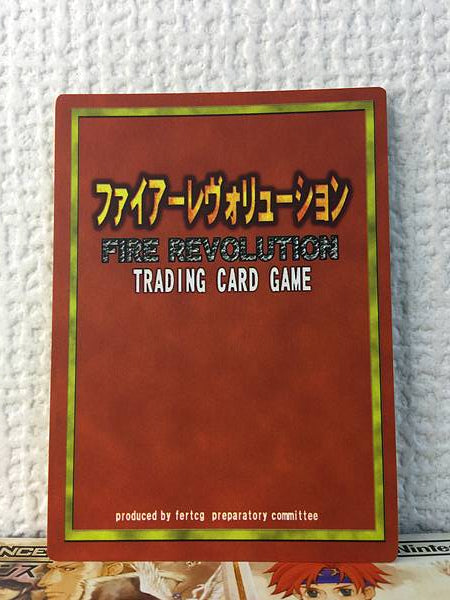 ファイアーレヴォリューション
FIRE REVOLUTION
TRADING CARD GAME
produced by fertcg preparatory committee